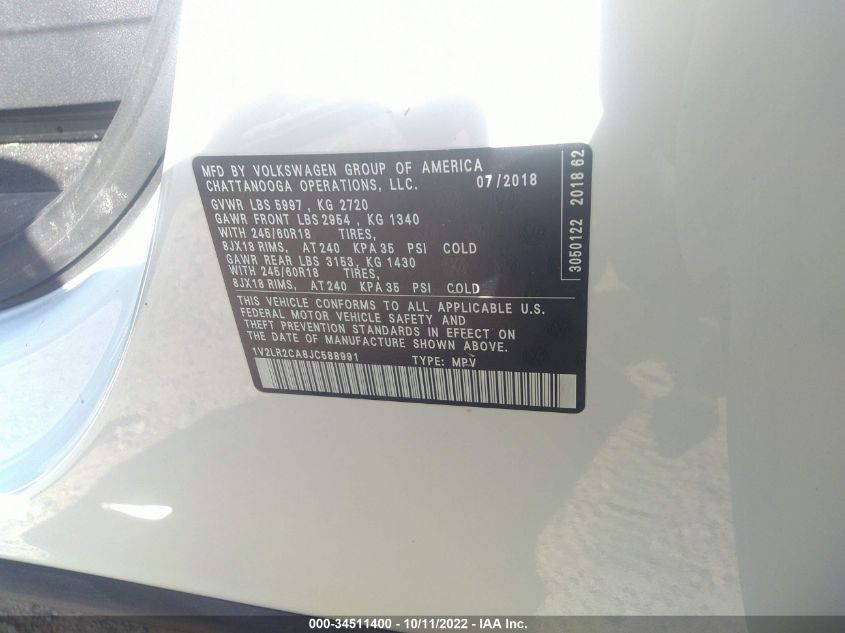 MFD BY VOLKSWAGEN GROUP OF AMERICA
CHATTANOOGA OPERATIONS, LLC. 07/2018
GVWR LBS 5997 , KG 2720
GAWR FRONT LBS 2954 , KG 1340
WITH 245/60R18 TIRES,
8JX18 RIMS, AT 240 KPA 35 PSI COLD
GAWR REAR LBS 3153, KG 1430
WITH 245/60R18 TIRES,
8JX18 RIMS, AT 240 KPA 35 PSI COLD
THIS VEHICLE CONFORMS TO ALL APPLICABLE U.S.
FEDERAL MOTOR VEHICLE SAFETY AND
THEFT PREVENTION STANDARDS IN EFFECT ON
THE DATE OF MANUFACTURE SHOWN ABOVE.
1V2LR2CA8JC588991 TYPE: MPV
3050122 2018 62
000-34511400 - 10/11/2022 - IAA Inc.